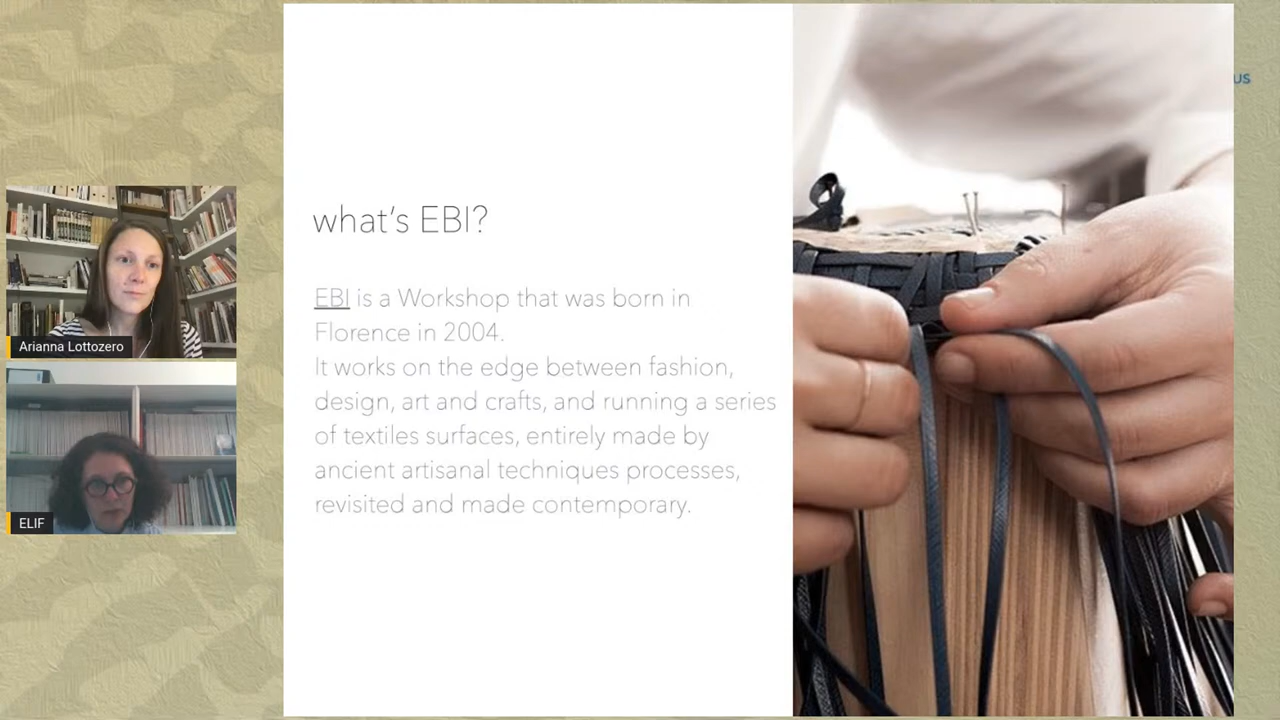 us
Arianna Lottozero
ELIF
what's EBI?
EBI is a Workshop that was born in
Florence in 2004.
It works on the edge between fashion,
design, art and crafts, and running a series
of textiles surfaces, entirely made by
ancient artisanal techniques processes,
revisited and made contemporary.